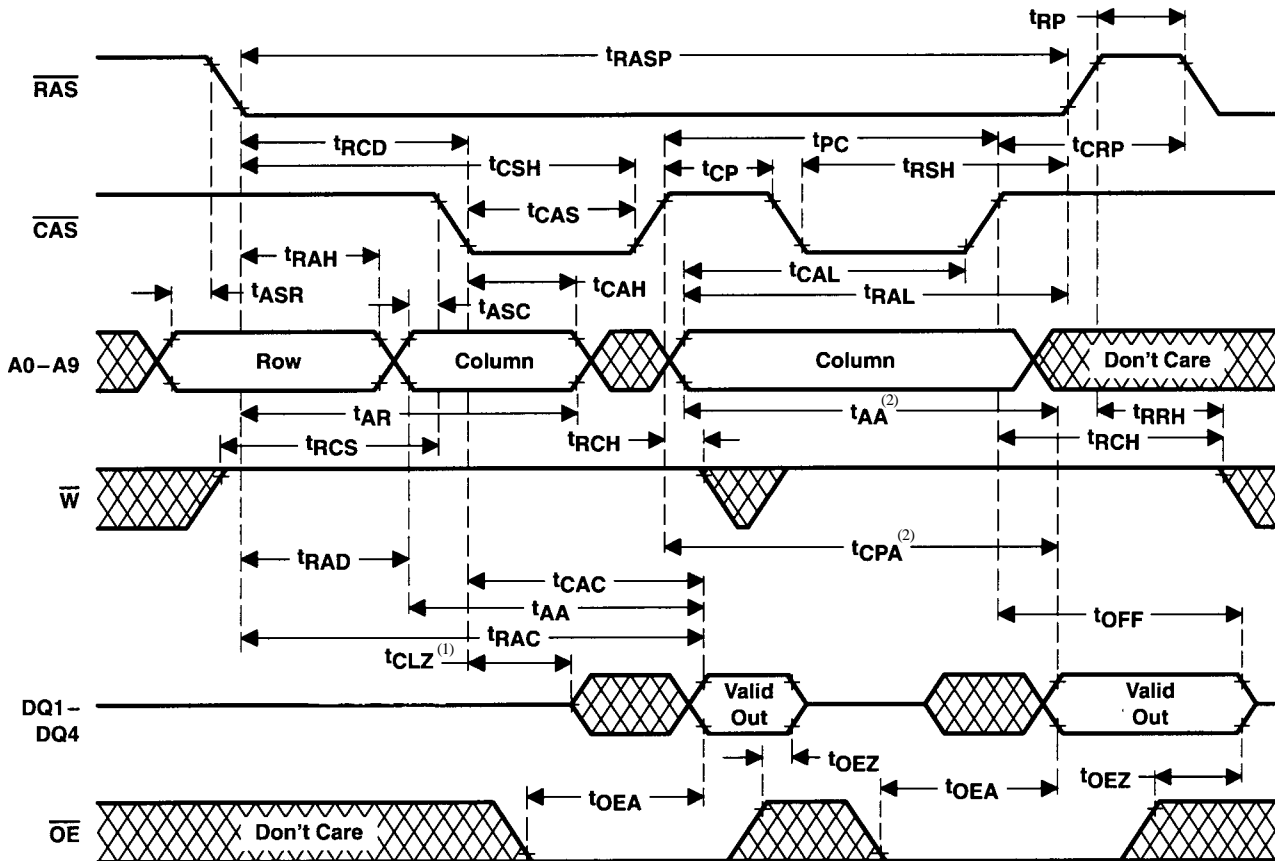 tRP
tRASP
RAS
tRCD
tPC
tCRP
tCSH
tCP
tRSH
CAS
tCAS
tRAH
tCAL
tASR
tCAH
tASC
tRAL
A0–A9
Row
Column
Column
Don't Care
tAR
tAA(2)
tRRH
tRCS
tRCH
tRCH
W
tRAD
tCPA(2)
tCAC
tAA
tOFF
tRAC
tCLZ(1)
DQ1–
DQ4
Valid
Out
Valid
Out
tOEZ
tOEA
tOEA
tOEZ
OE
Don't Care